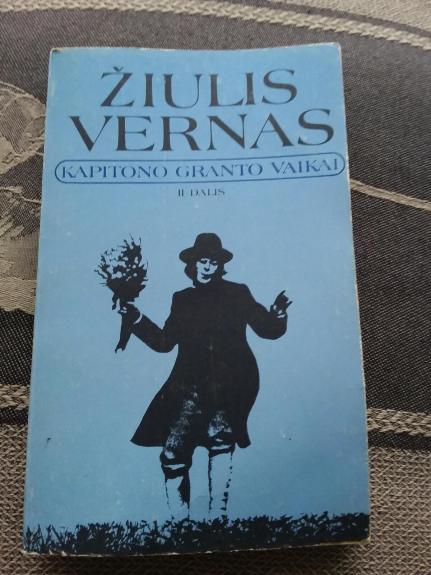 ŽIULIS
VERNAS
KAPITONO GRANTO VAIKAI
II DALIS